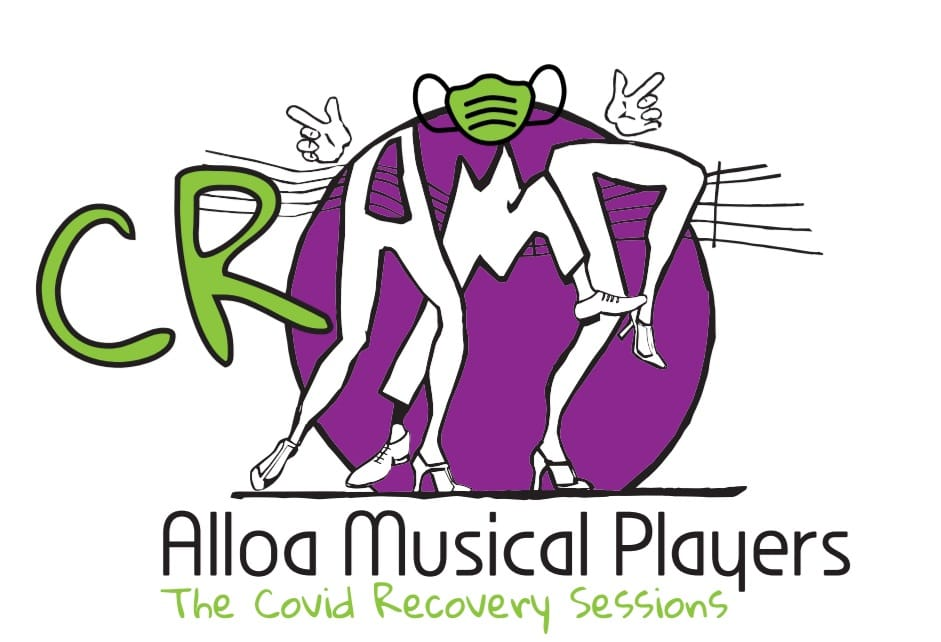 CRAMP
Alloa Musical Players
The Covid Recovery Sessions